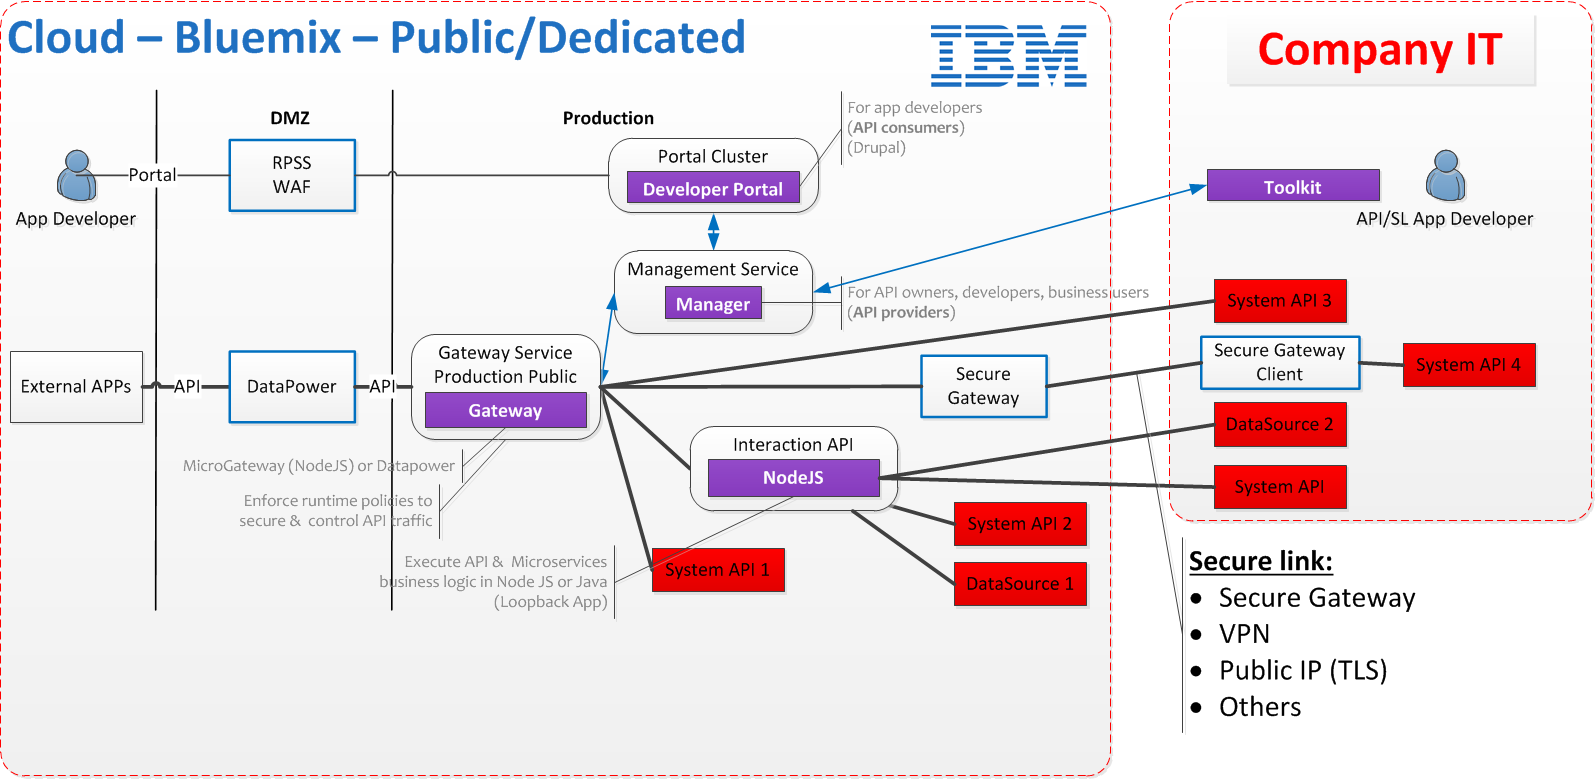 Cloud – Bluemix – Public/Dedicated
IBM
Company IT
DMZ
Production
For app developers
(API consumers)
(Drupal)
RPSS
WAF
Portal
App Developer
Portal Cluster
Developer Portal
Toolkit
API/SL App Developer
Management Service
Manager
For API owners, developers, business users
(API providers)
System API 3
External APPs
API
DataPower
API
Gateway Service
Production Public
Gateway
Secure
Gateway
Secure Gateway
Client
System API 4
DataSource 2
Interaction API
NodeJS
System API
MicroGateway (NodeJS) or Datapower
Enforce runtime policies to
secure & control API traffic
System API 2
Execute API & Microservices
business logic in Node JS or Java
(Loopback App)
System API 1
DataSource 1
Secure link:
• Secure Gateway
• VPN
• Public IP (TLS)
• Others